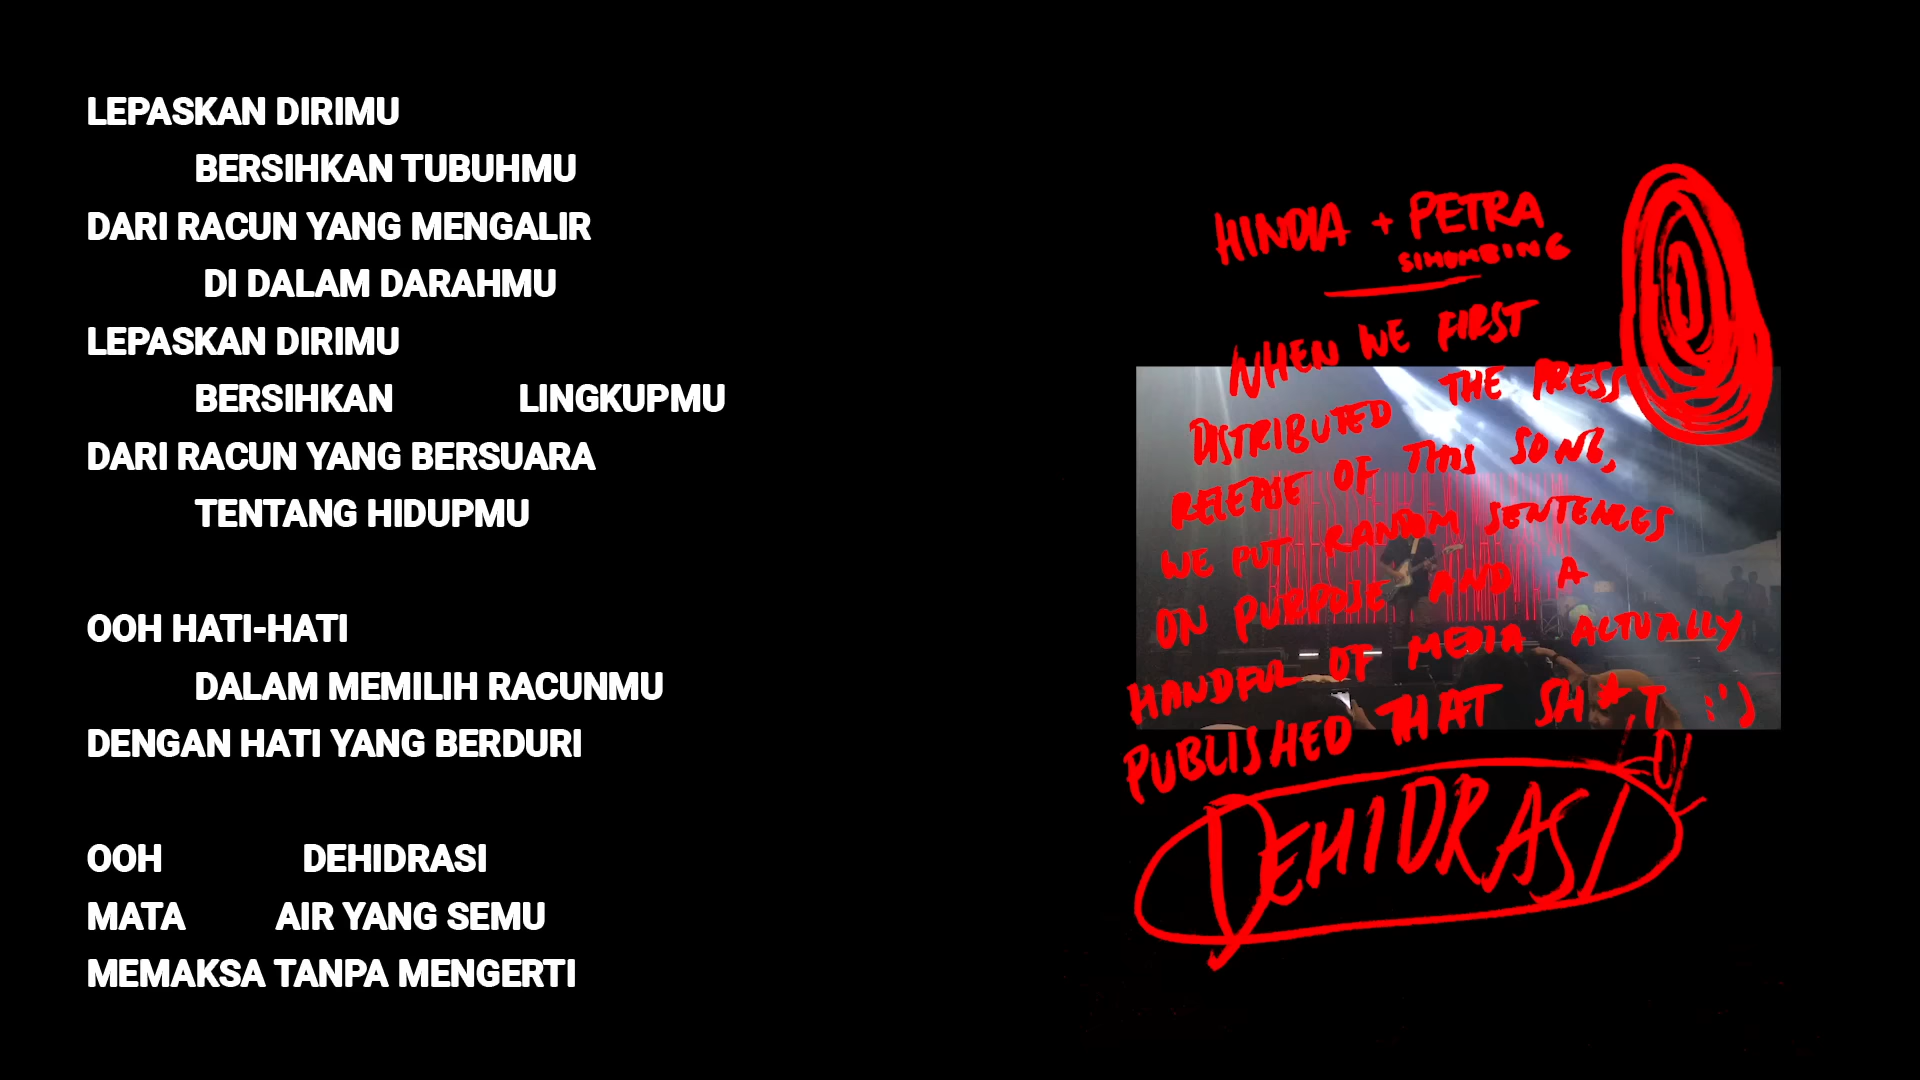 LEPASKAN DIRIMU
BERSIHKAN TUBUHMU
DARI RACUN YANG MENGALIR
DI DALAM DARAHMU
LEPASKAN DIRIMU
BERSIHKAN LINGKUPMU
DARI RACUN YANG BERSUARA
TENTANG HIDUPMU
OOH HATI-HATI
DALAM MEMILIH RACUNMU
DENGAN HATI YANG BERDURI
OOH DEHIDRASI
MATA AIR YANG SEMU
MEMAKSA TANPA MENGERTI
HINDIA + PETRA
SIHOMBING
WHEN WE FIRST
DISTRIBUTED THE PRESS
RELEASE OF THIS SONG,
WE PUT RANDOM SENTENCES
ON PURPOSE AND A
HANDFUL OF MEDIA ACTUALLY
PUBLISHED THAT SH*T :')
DEHIDRASI